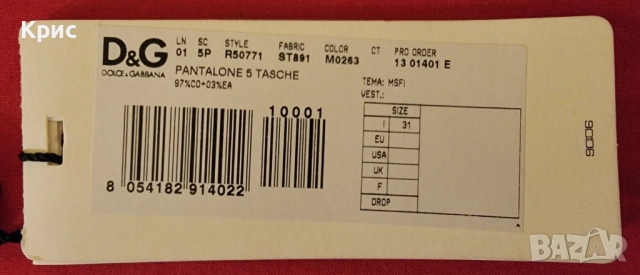 Крис
D&G
DOLCE & GABBANA
LN SC STYLE FABRIC COLOR CT PRO ORDER
01 5P R50771 ST891 M0263 13 01401 E
PANTALONE 5 TASCHE
97%CO+03%EA
TEMA: MSFI
VEST.:
10001
8 054182 914022
SIZE
I 31
EU
USA
UK
F
DROP
BAZAR